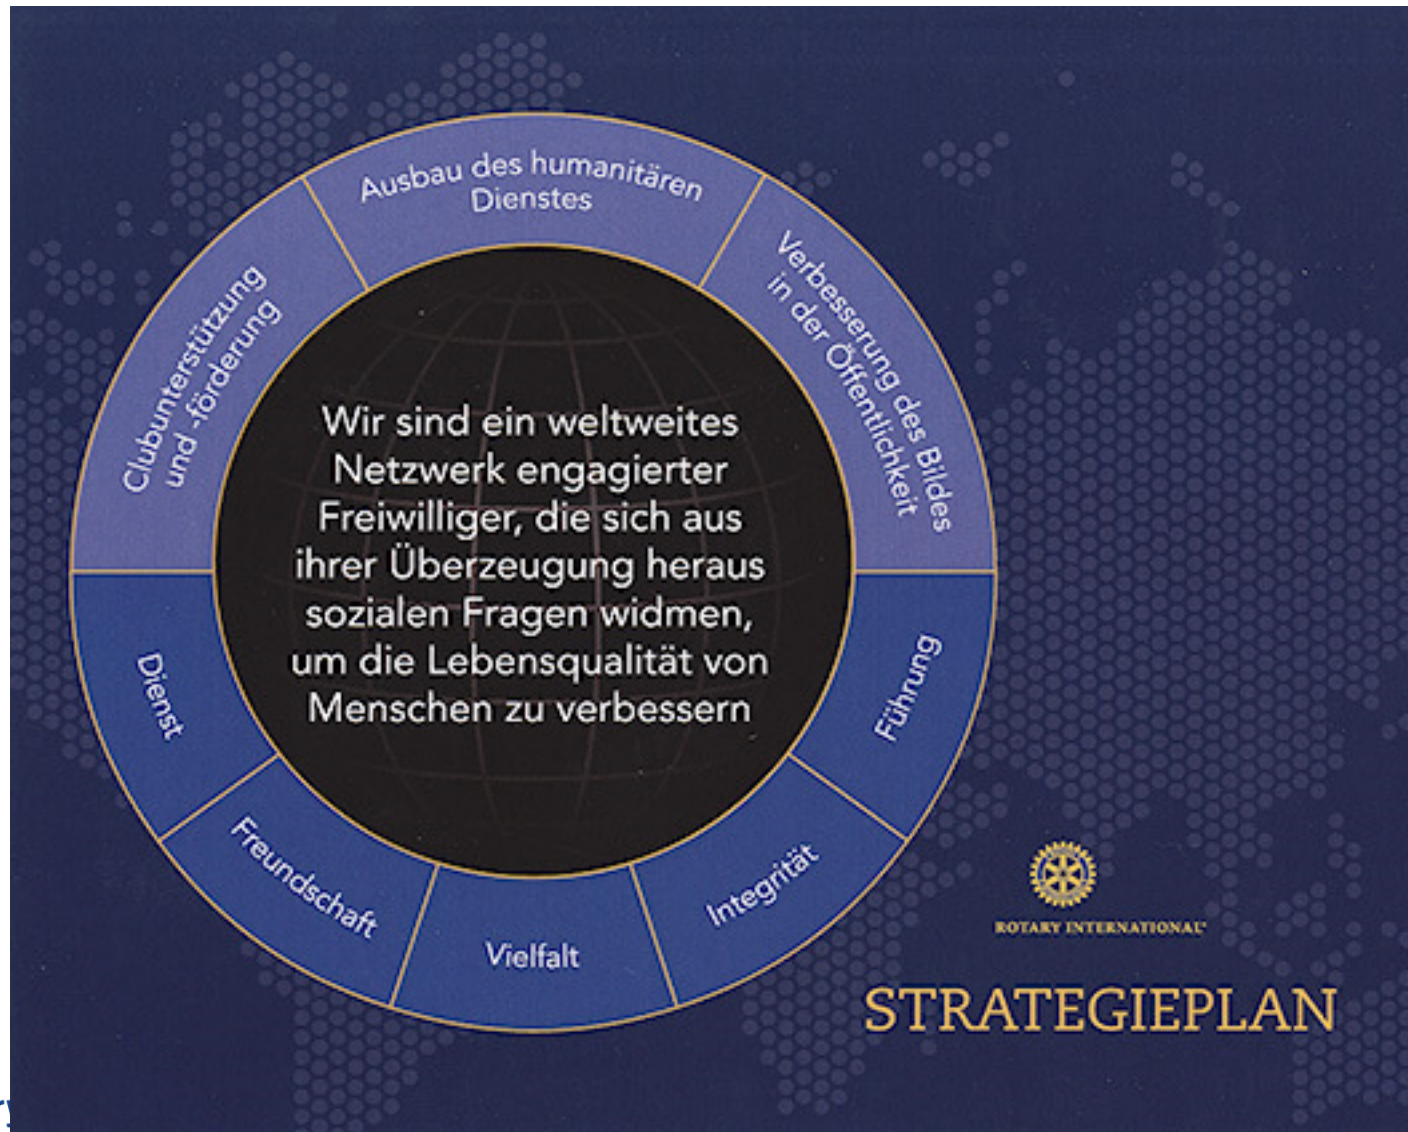 Ausbau des humanitären
Dienstes
Clubunterstützung
und -förderung
Verbesserung des Bildes
in der Öffentlichkeit
Wir sind ein weltweites
Netzwerk engagierter
Freiwilliger, die sich aus
ihrer Überzeugung heraus
sozialen Fragen widmen,
um die Lebensqualität von
Menschen zu verbessern
Dienst
Freundschaft
Vielfalt
Integrität
Führung
ROTARY INTERNATIONAL®
STRATEGIEPLAN